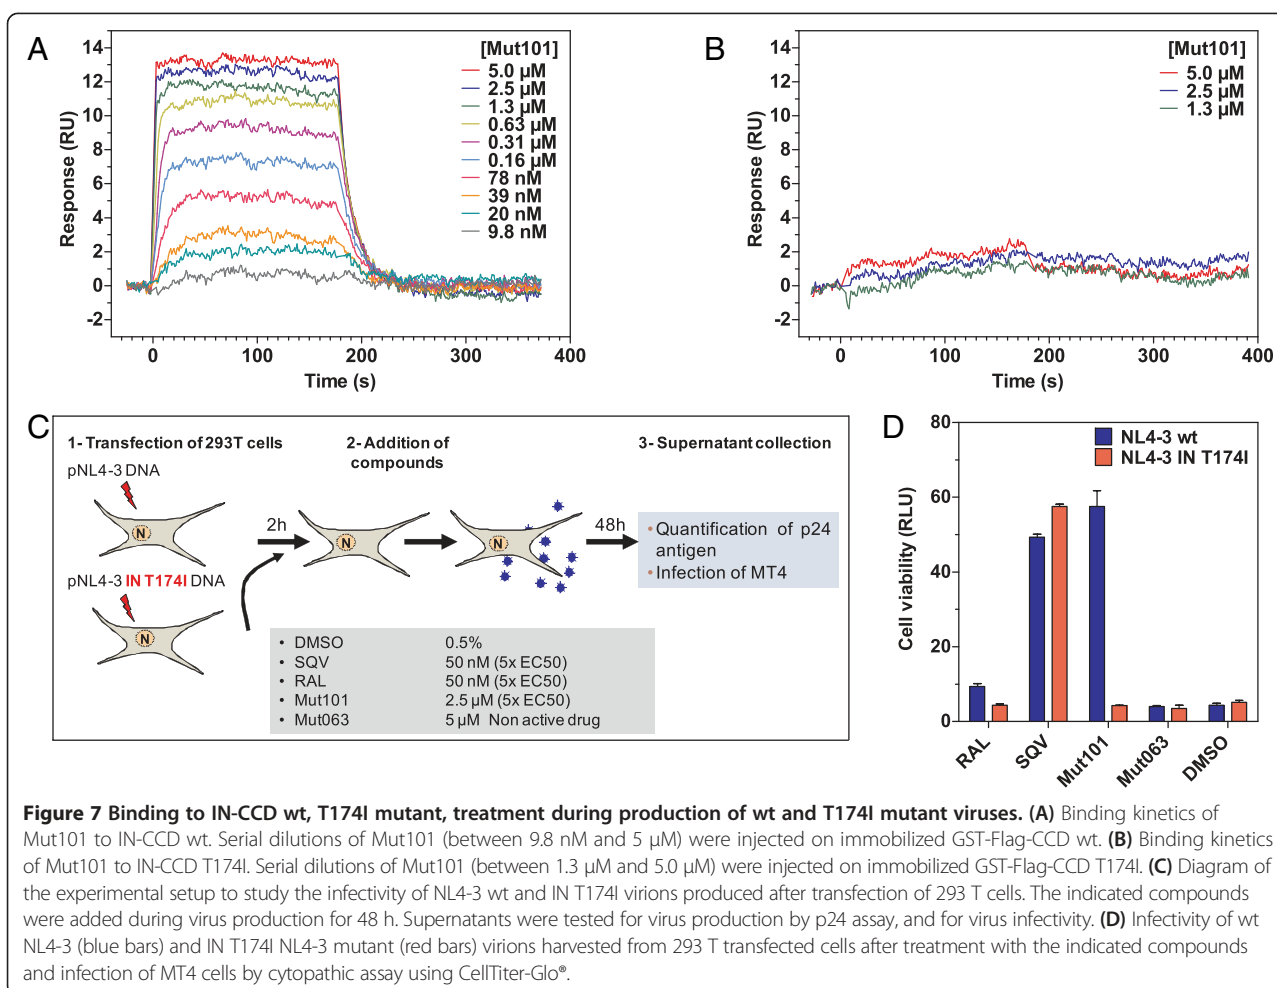 A
14
12
10
8
6
4
2
0
-2
Response (RU)
0
100
200
300
400
Time (s)
[Mut101]
5.0 µM
2.5 µM
1.3 µM
0.63 µM
0.31 µM
0.16 µM
78 nM
39 nM
20 nM
9.8 nM
B
14
12
10
8
6
4
2
0
-2
Response (RU)
0
100
200
300
400
Time (s)
[Mut101]
5.0 µM
2.5 µM
1.3 µM
C
1- Transfection of 293T cells
pNL4-3 DNA
N
pNL4-3 IN T174I DNA
N
2h
2- Addition of
compounds
N
N
48h
3- Supernatant collection
• Quantification of p24
antigen
• Infection of MT4
• DMSO 0.5%
• SQV 50 nM (5x EC50)
• RAL 50 nM (5x EC50)
• Mut101 2.5 µM (5x EC50)
• Mut063 5 µM Non active drug
D
80
60
40
20
0
Cell viability (RLU)
NL4-3 wt
NL4-3 IN T174I
RAL
SQV
Mut101
Mut063
DMSO
Figure 7 Binding to IN-CCD wt, T174I mutant, treatment during production of wt and T174I mutant viruses. (A) Binding kinetics of
Mut101 to IN-CCD wt. Serial dilutions of Mut101 (between 9.8 nM and 5 µM) were injected on immobilized GST-Flag-CCD wt. (B) Binding kinetics
of Mut101 to IN-CCD T174I. Serial dilutions of Mut101 (between 1.3 µM and 5.0 µM) were injected on immobilized GST-Flag-CCD T174I. (C) Diagram of
the experimental setup to study the infectivity of NL4-3 wt and IN T174I virions produced after transfection of 293 T cells. The indicated compounds
were added during virus production for 48 h. Supernatants were tested for virus production by p24 assay, and for virus infectivity. (D) Infectivity of wt
NL4-3 (blue bars) and IN T174I NL4-3 mutant (red bars) virions harvested from 293 T transfected cells after treatment with the indicated compounds
and infection of MT4 cells by cytopathic assay using CellTiter-Glo®.